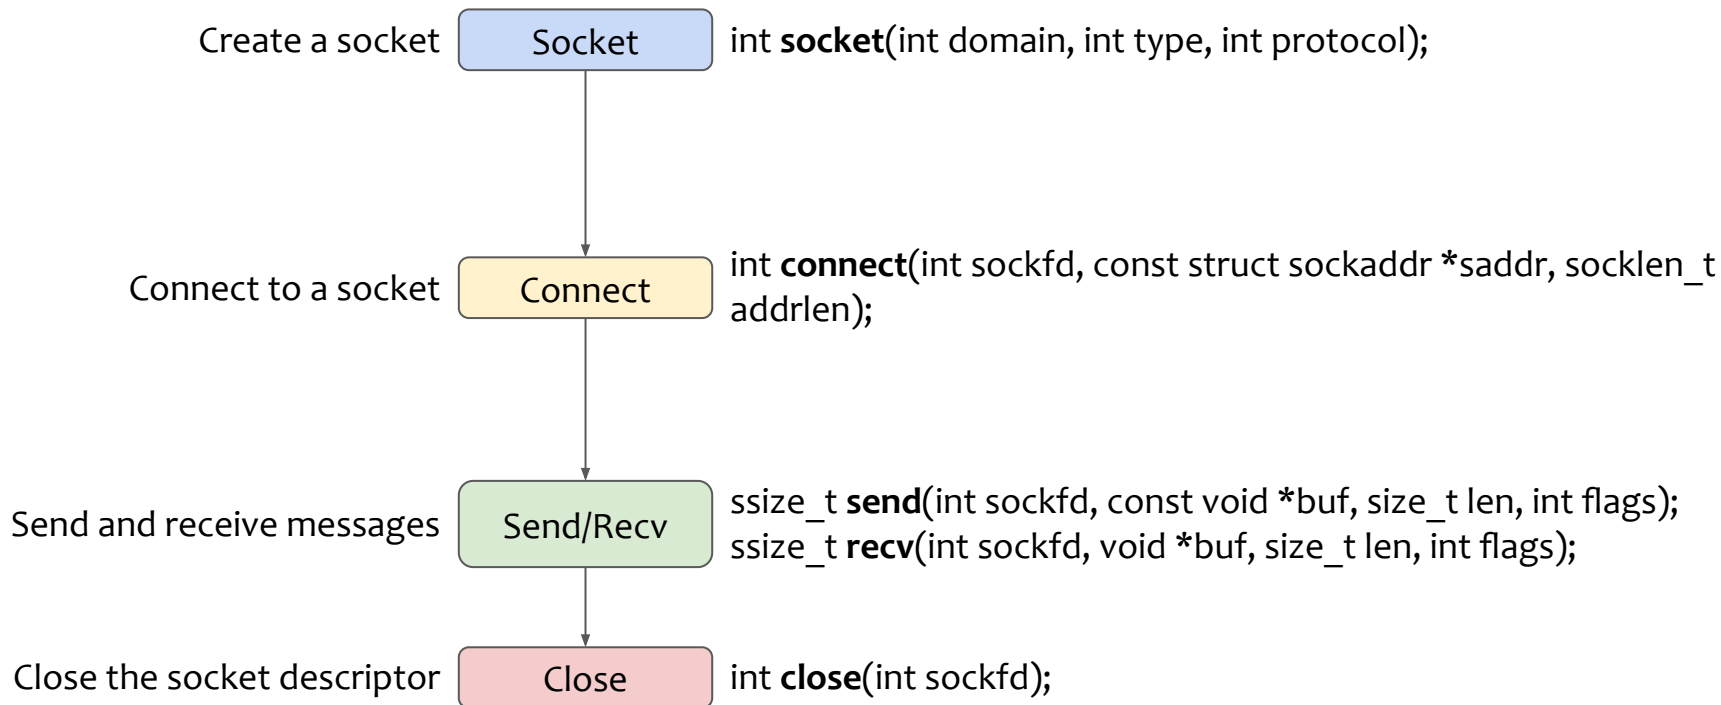 Create a socket
Socket
int socket(int domain, int type, int protocol);
Connect to a socket
Connect
int connect(int sockfd, const struct sockaddr *saddr, socklen_t
addrlen);
Send and receive messages
Send/Recv
ssize_t send(int sockfd, const void *buf, size_t len, int flags);
ssize_t recv(int sockfd, void *buf, size_t len, int flags);
Close the socket descriptor
Close
int close(int sockfd);